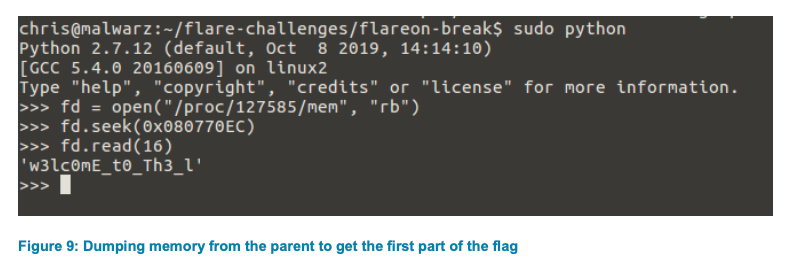 chris@malwarz:~/flare-challenges/flareon-break$ sudo python
Python 2.7.12 (default, Oct  8 2019, 14:14:10)
[GCC 5.4.0 20160609] on linux2
Type "help", "copyright", "credits" or "license" for more information.
>>> fd = open("/proc/127585/mem", "rb")
>>> fd.seek(0x080770EC)
>>> fd.read(16)
'w3lc0mE_t0_Th3_l'
>>>
Figure 9: Dumping memory from the parent to get the first part of the flag